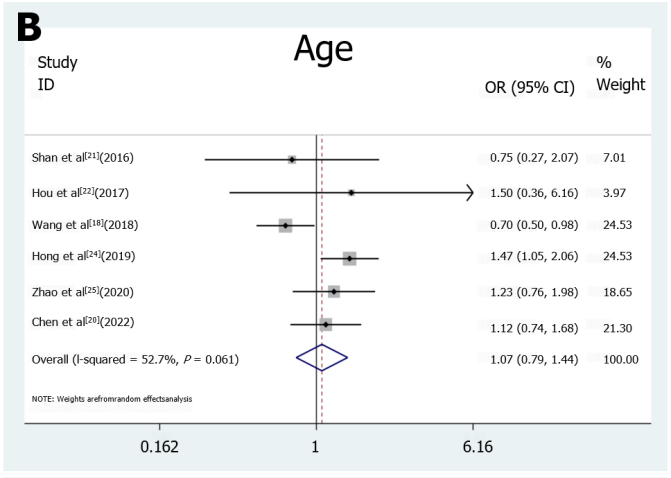 B
Age
Study
ID
OR (95% CI)
%
Weight
Shan et al[21](2016) 0.75 (0.27, 2.07) 7.01
Hou et al[22](2017) 1.50 (0.36, 6.16) 3.97
Wang et al[18](2018) 0.70 (0.50, 0.98) 24.53
Hong et al[24](2019) 1.47 (1.05, 2.06) 24.53
Zhao et al[25](2020) 1.23 (0.76, 1.98) 18.65
Chen et al[20](2022) 1.12 (0.74, 1.68) 21.30
Overall (I-squared = 52.7%, P = 0.061) 1.07 (0.79, 1.44) 100.00
NOTE: Weights arefromrandom effectsanalysis
0.162 1 6.16